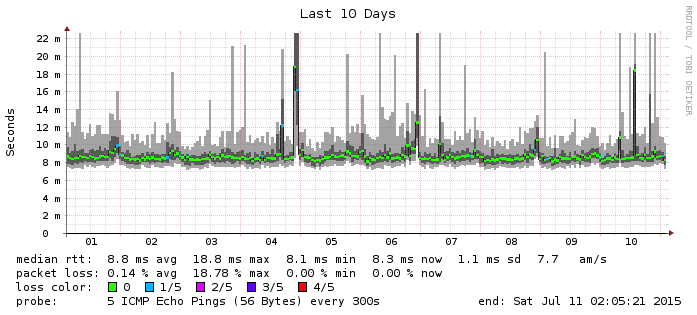 Last 10 Days
RRDTOOL / TOBI OETIKER
Seconds
22 m
20 m
18 m
16 m
14 m
12 m
10 m
8 m
6 m
4 m
2 m
0
01 02 03 04 05 06 07 08 09 10
median rtt: 8.8 ms avg 18.8 ms max 8.1 ms min 8.3 ms now 1.1 ms sd 7.7 am/s
packet loss: 0.14 % avg 18.78 % max 0.00 % min 0.00 % now
loss color: 0 1/5 2/5 3/5 4/5
probe: 5 ICMP Echo Pings (56 Bytes) every 300s end: Sat Jul 11 02:05:21 2015